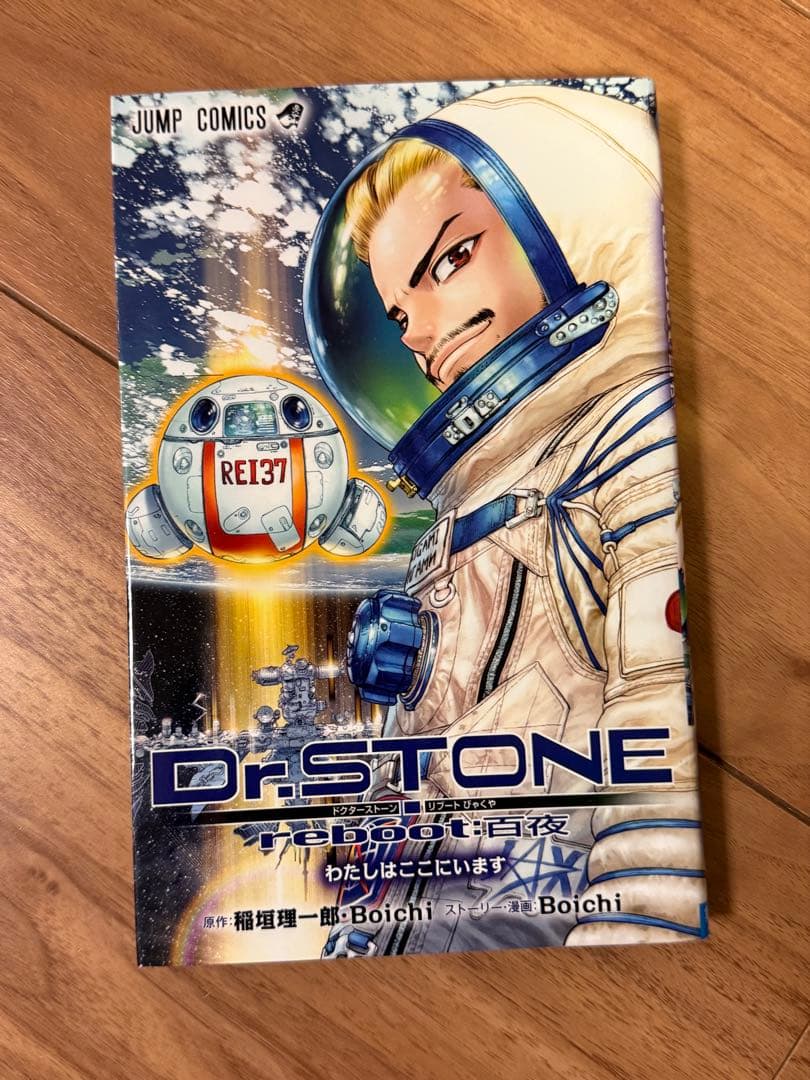 JUMP COMICS
REI37
Dr.STONE
ドクターストーン リブート びゃくや
reboot:百夜
わたしはここにいます
原作:稲垣理一郎・Boichi ストーリー・漫画:Boichi